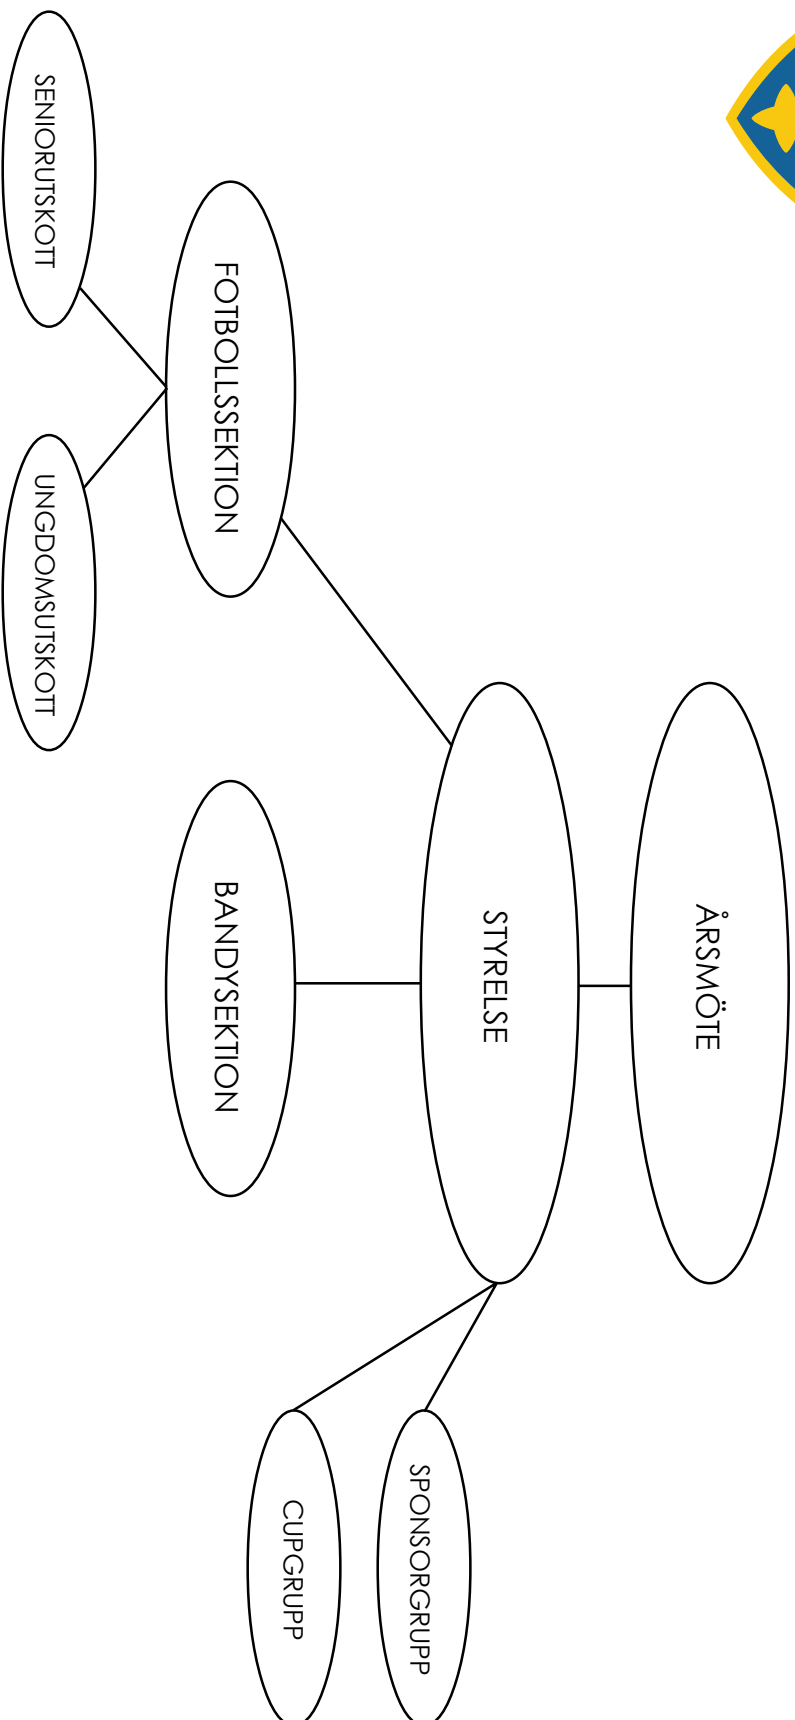 ÅRSMÖTE
STYRELSE
SPONSORGRUPP
CUPGRUPP
FOTBOLLSSEKTION
BANDYSEKTION
SENIORUTSKOTT
UNGDOMSUTSKOTT